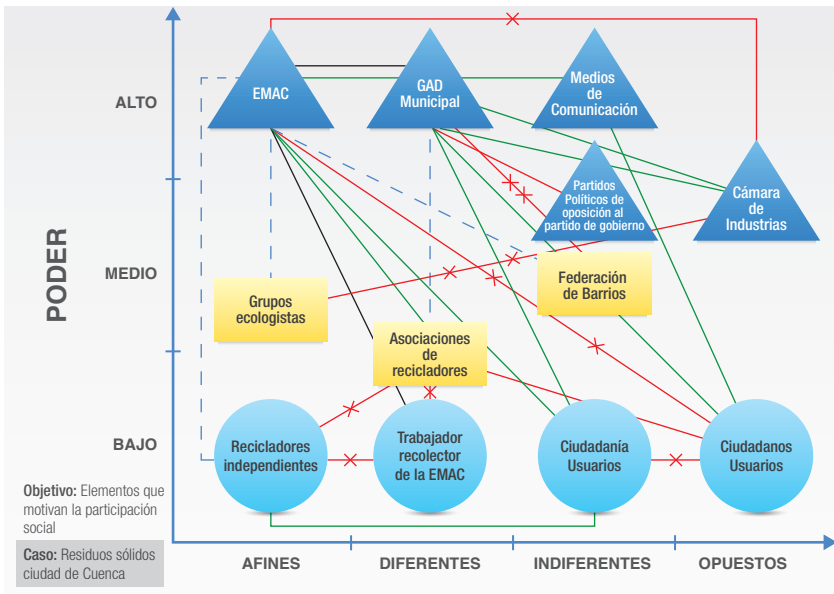 ALTO
EMAC
GAD
Municipal
Medios
de
Comunicación
Partidos
Políticos de
oposición al
partido de gobierno
Cámara
de
Industrias
PODER
MEDIO
Grupos
ecologistas
Federación
de Barrios
Asociaciones
de
recicladores
BAJO
Recicladores
independientes
Trabajador
recolector
de la EMAC
Ciudadanía
Usuarios
Ciudadanos
Usuarios
Objetivo: Elementos que
motivan la participación
social
Caso: Residuos sólidos
ciudad de Cuenca
AFINES
DIFERENTES
INDIFERENTES
OPUESTOS